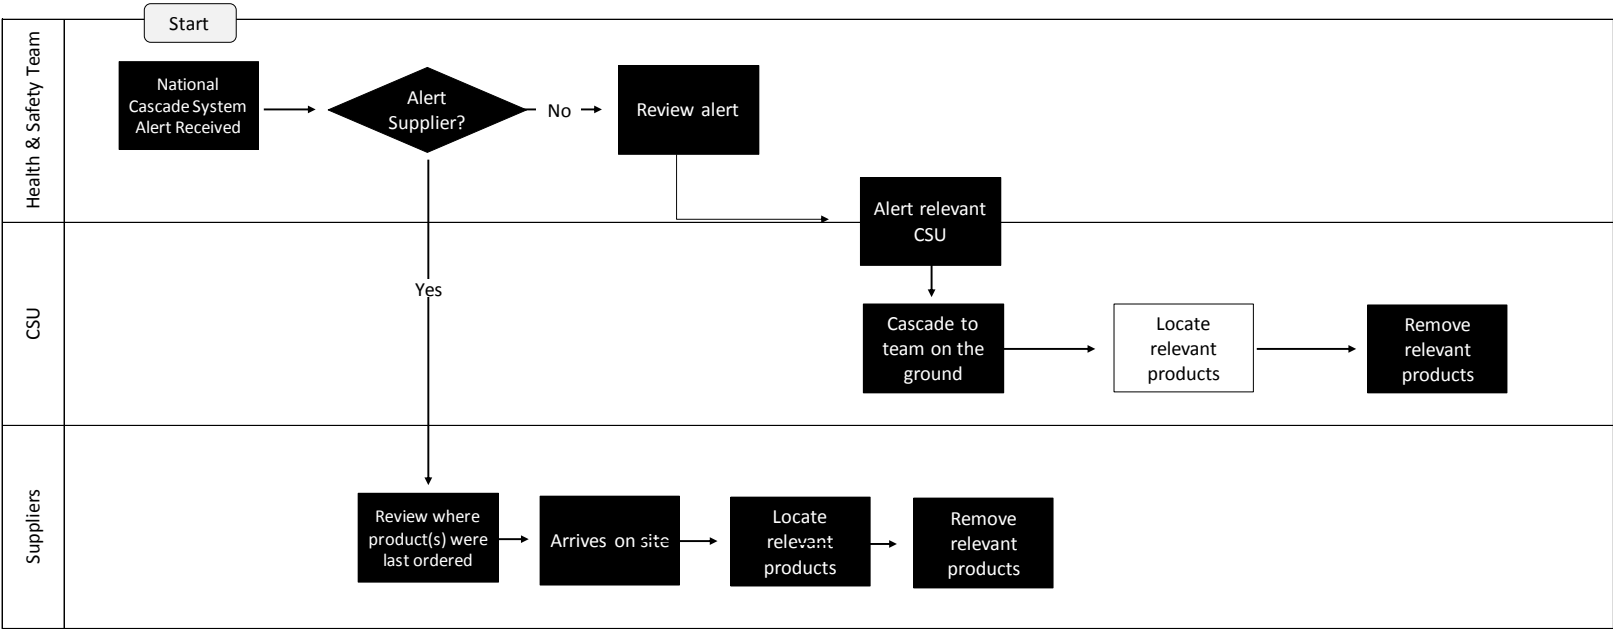 Start
Health & Safety Team
National
Cascade System
Alert Received
Alert
Supplier?
No
Review alert
Alert relevant
CSU
Yes
CSU
Cascade to
team on the
ground
Locate
relevant
products
Remove
relevant
products
Suppliers
Review where
product(s) were
last ordered
Arrives on site
Locate
relevant
products
Remove
relevant
products